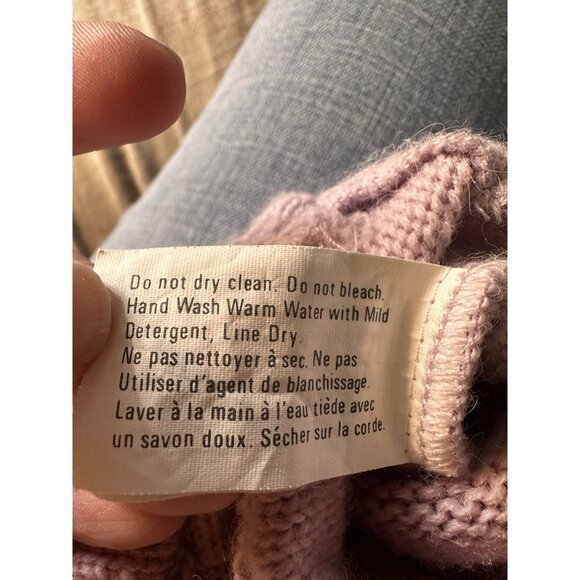 Do not dry clean. Do not bleach.
Hand Wash Warm Water with Mild
Detergent, Line Dry.
Ne pas nettoyer à sec. Ne pas
Utiliser d'agent de blanchissage.
Laver à la main à l'eau tiède avec
un savon doux. Sécher sur la corde.